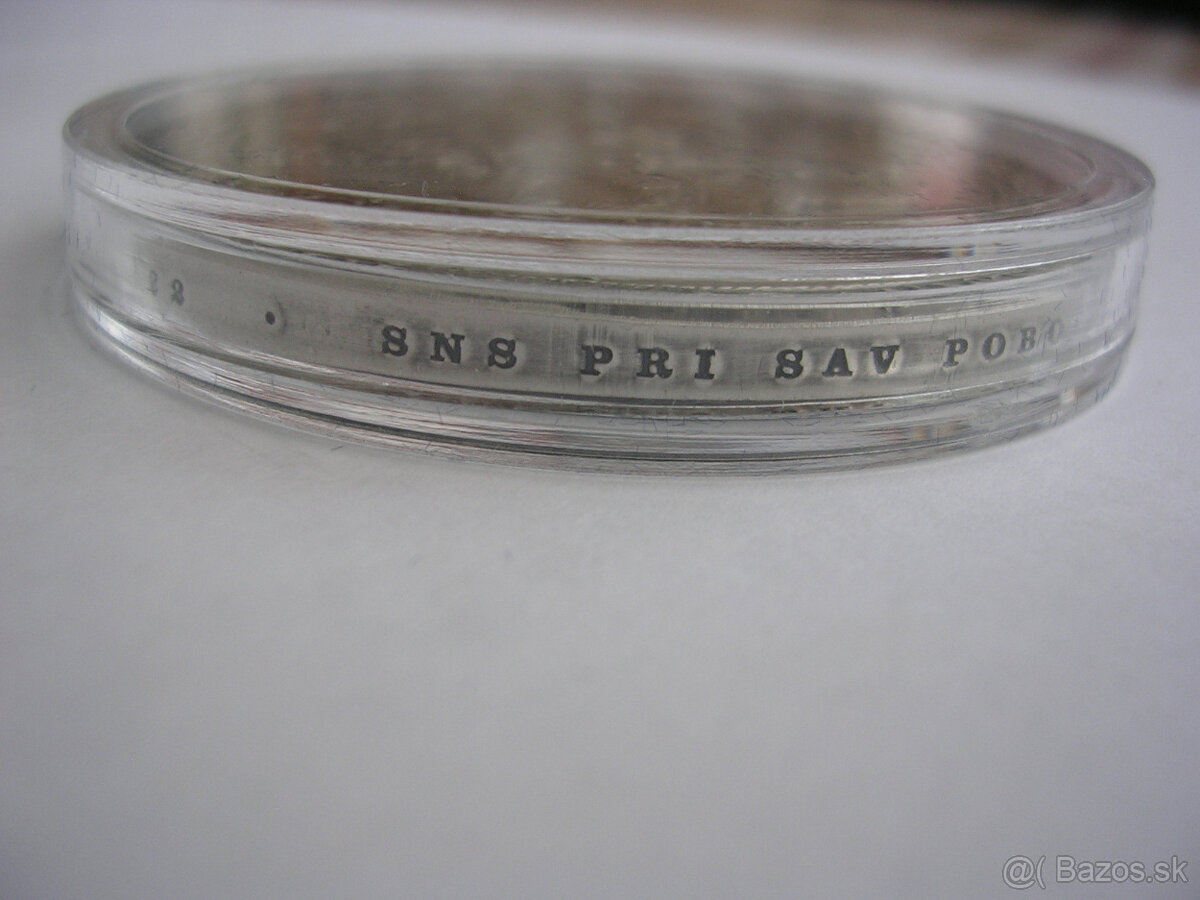 • SNS PRI SAV
@( Bazos.sk